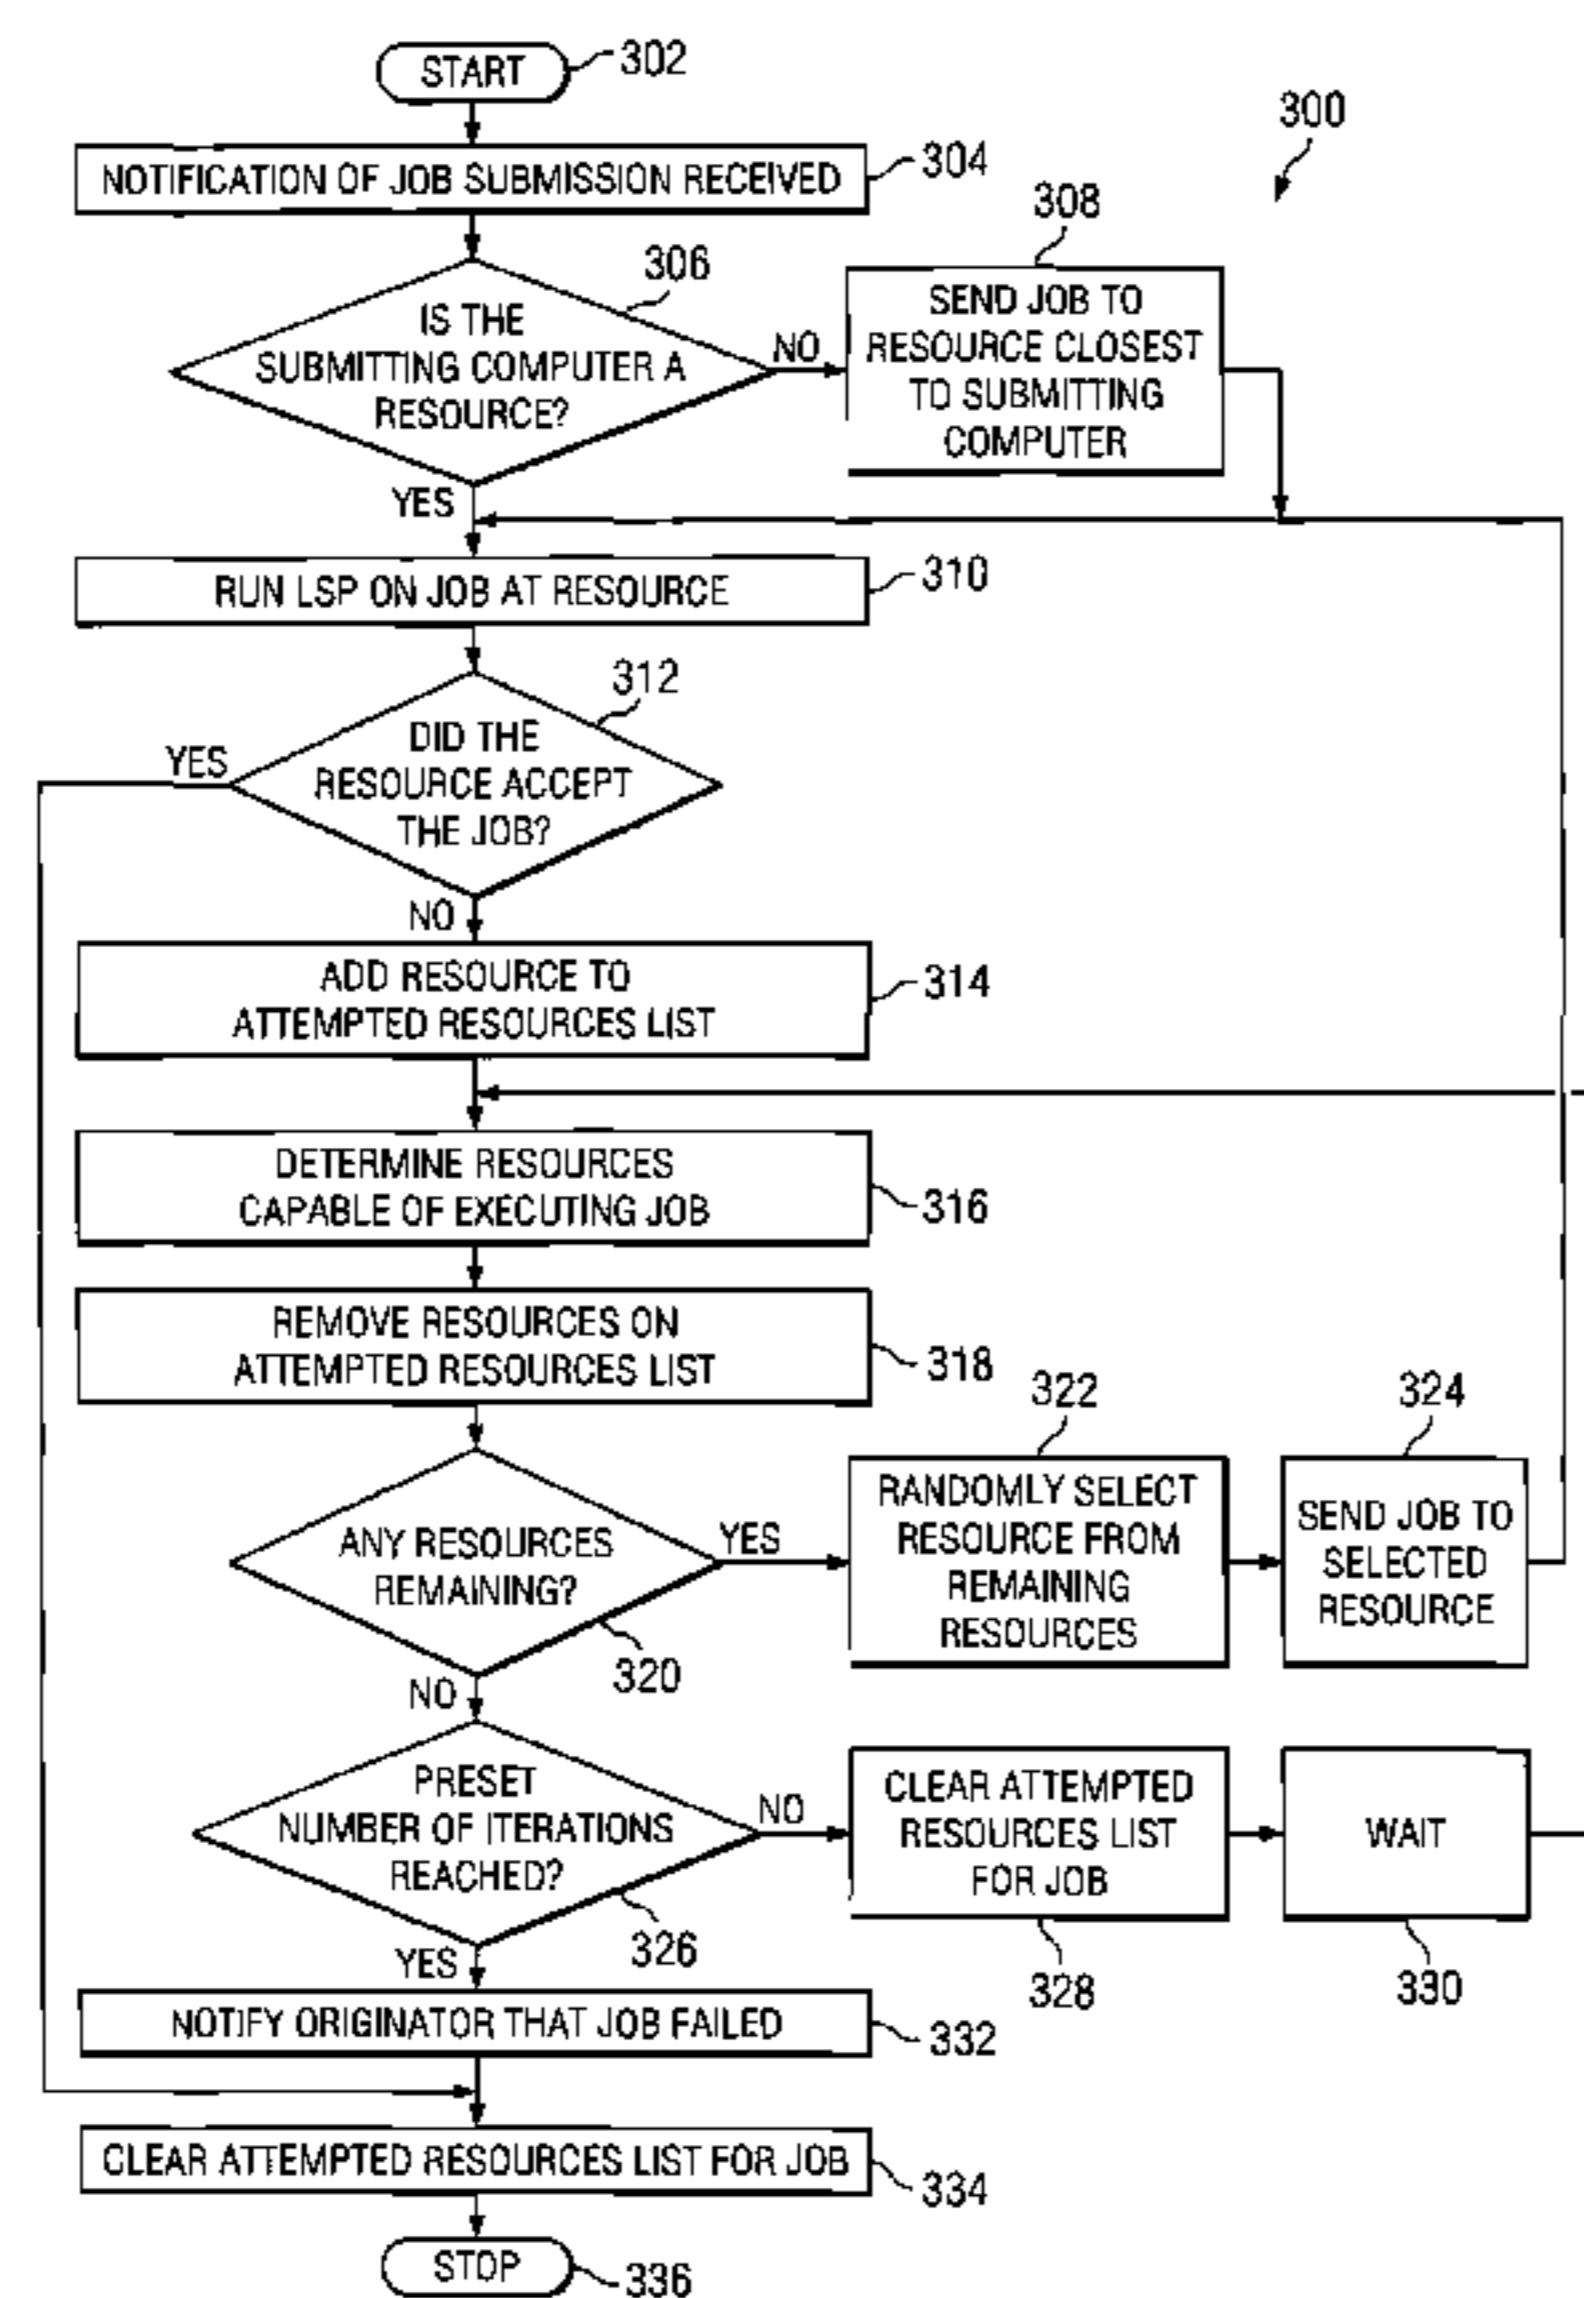 START
302
300
NOTIFICATION OF JOB SUBMISSION RECEIVED
304
306
308
IS THE
SUBMITTING COMPUTER A
RESOURCE?
NO
SEND JOB TO
RESOURCE CLOSEST
TO SUBMITTING
COMPUTER
YES
RUN LSP ON JOB AT RESOURCE
310
312
DID THE
RESOURCE ACCEPT
THE JOB?
YES
NO
ADD RESOURCE TO
ATTEMPTED RESOURCES LIST
314
DETERMINE RESOURCES
CAPABLE OF EXECUTING JOB
316
REMOVE RESOURCES ON
ATTEMPTED RESOURCES LIST
318
322
324
ANY RESOURCES
REMAINING?
YES
RANDOMLY SELECT
RESOURCE FROM
REMAINING
RESOURCES
SEND JOB TO
SELECTED
RESOURCE
320
NO
PRESET
NUMBER OF ITERATIONS
REACHED?
NO
CLEAR ATTEMPTED
RESOURCES LIST
FOR JOB
WAIT
326
328
330
YES
NOTIFY ORIGINATOR THAT JOB FAILED
332
CLEAR ATTEMPTED RESOURCES LIST FOR JOB
334
STOP
336